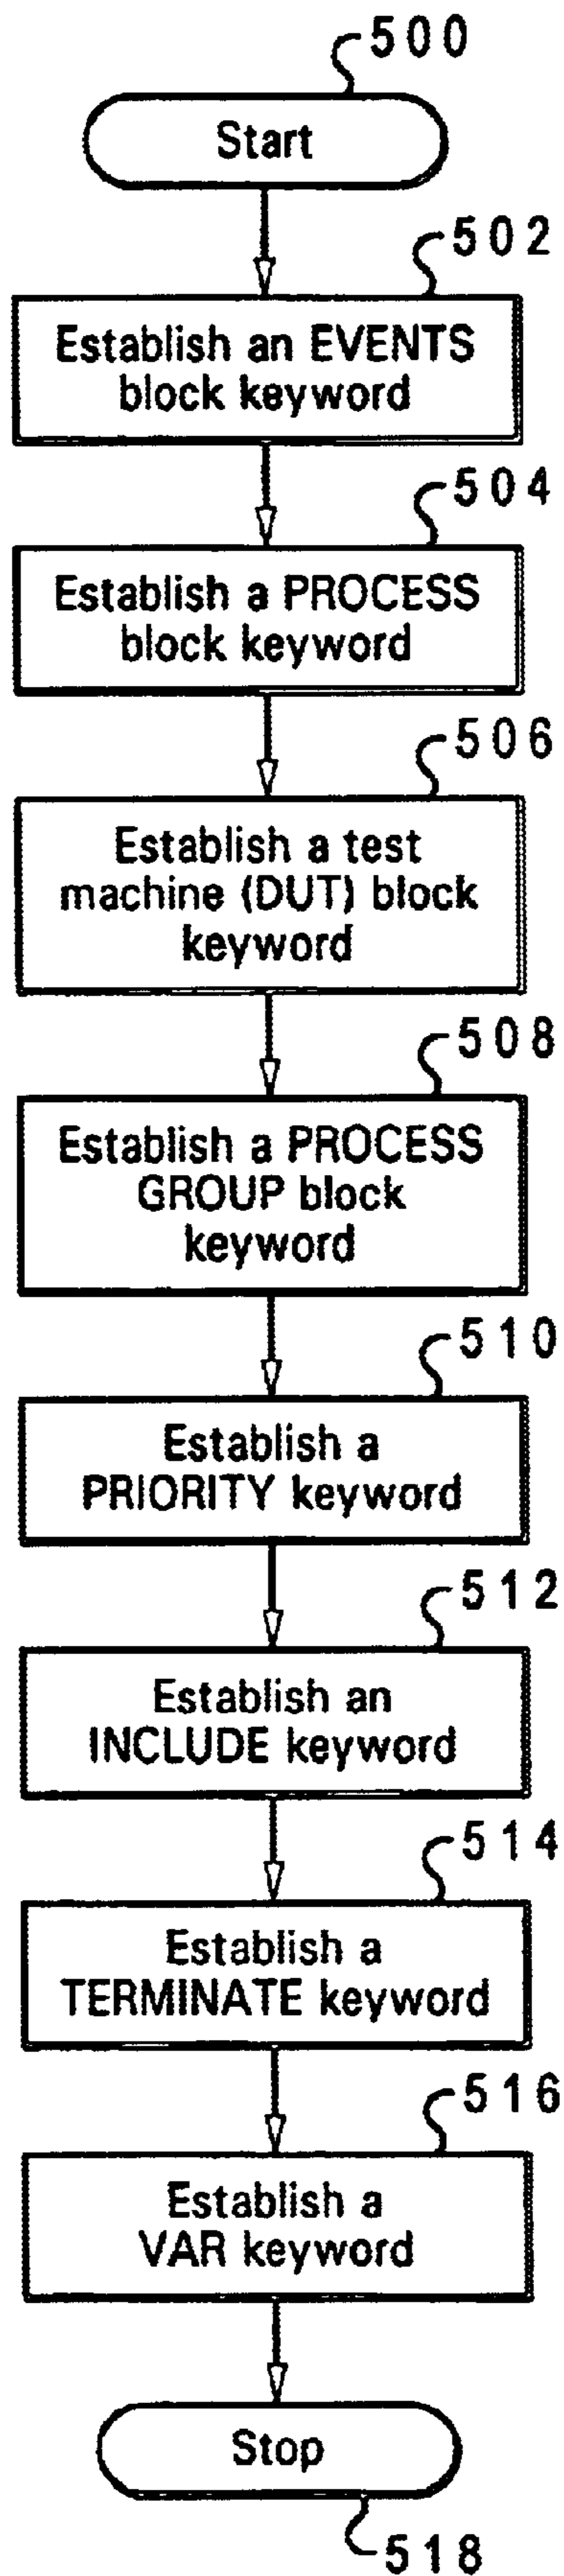 500
Start
502
Establish an EVENTS
block keyword
504
Establish a PROCESS
block keyword
506
Establish a test
machine (DUT) block
keyword
508
Establish a PROCESS
GROUP block
keyword
510
Establish a
PRIORITY keyword
512
Establish an
INCLUDE keyword
514
Establish a
TERMINATE keyword
516
Establish a
VAR keyword
Stop
518